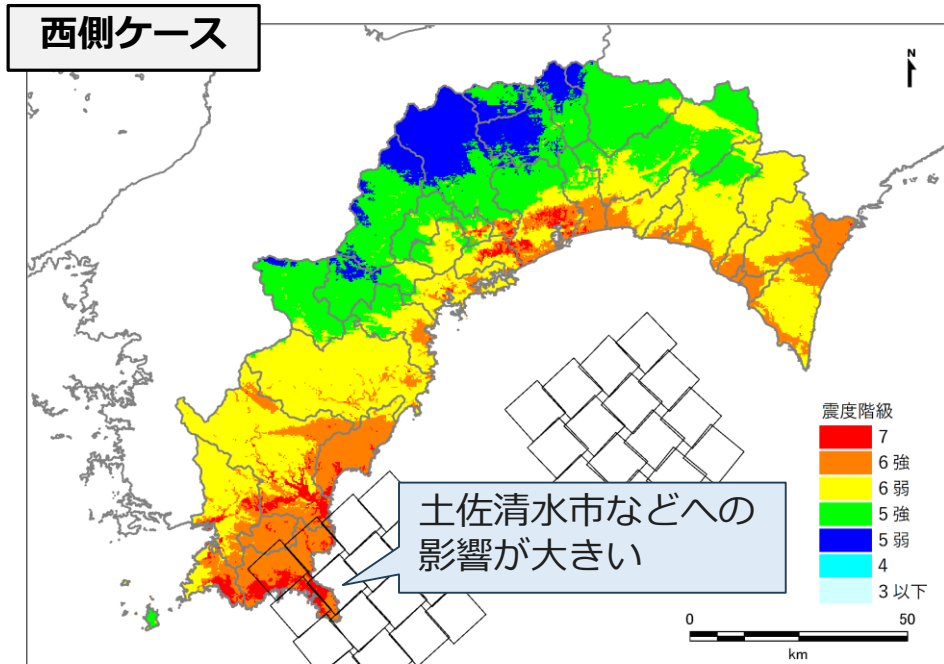 西側ケース
N
土佐清水市などへの
影響が大きい
震度階級
7
6強
6弱
5強
5弱
4
3以下
0 50
km